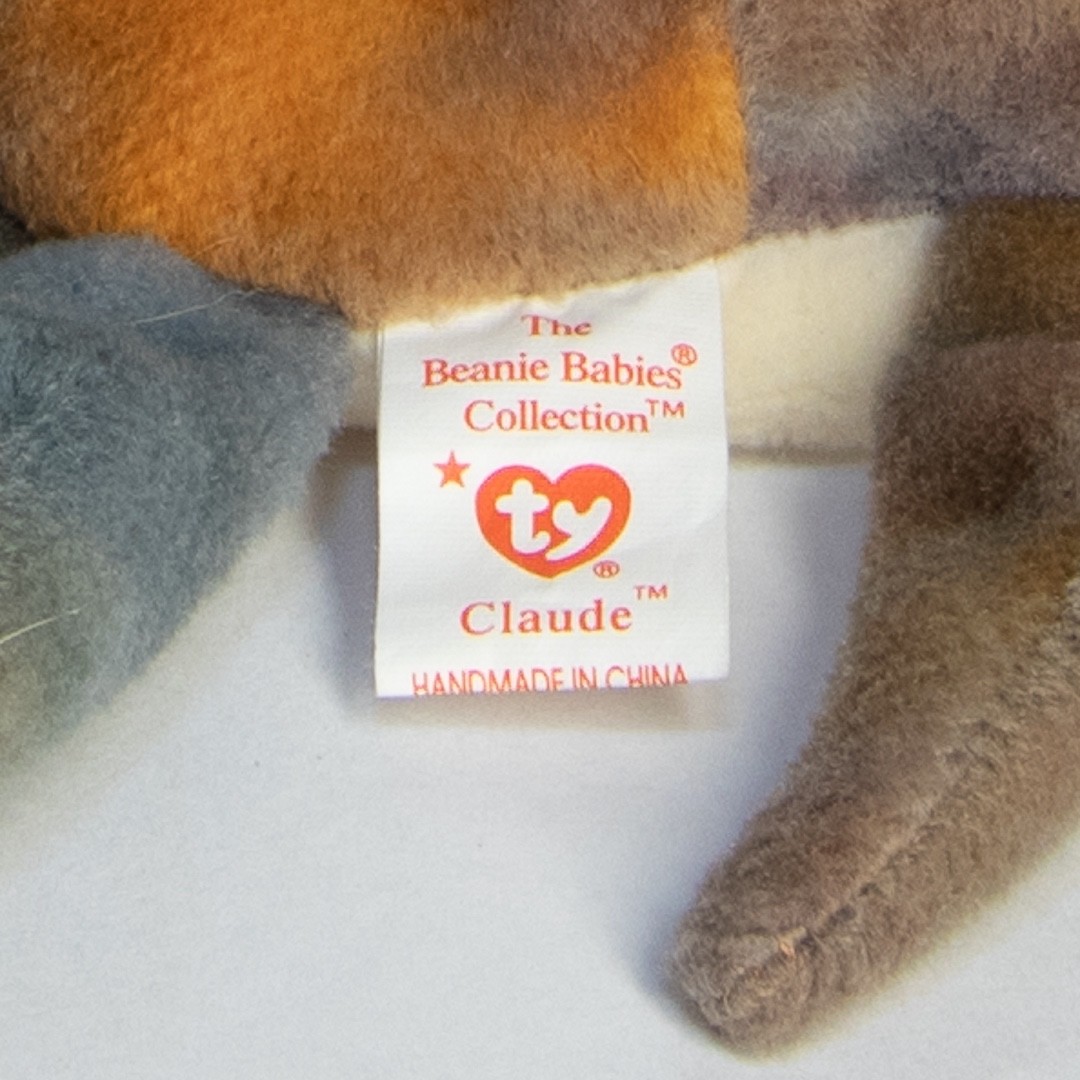 The
Beanie Babies®
Collection™
ty®
Claude™
HANDMADE IN CHINA